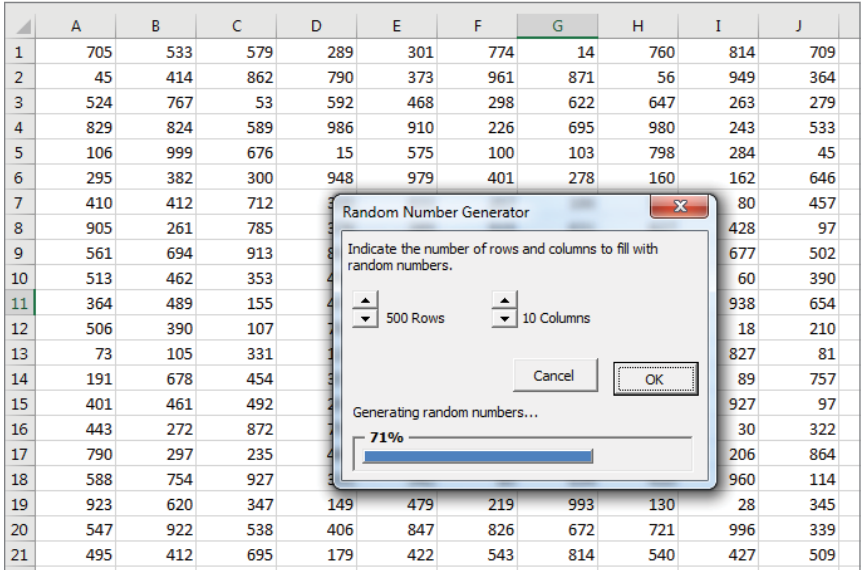 A B C D E F G H I J
1 705 533 579 289 301 774 14 760 814 709
2 45 414 862 790 373 961 871 56 949 364
3 524 767 53 592 468 298 622 647 263 279
4 829 824 589 986 910 226 695 980 243 533
5 106 999 676 15 575 100 103 798 284 45
6 295 382 300 948 979 401 278 160 162 646
7 410 412 712 80 457
8 905 261 785 428 97
9 561 694 913 677 502
10 513 462 353 60 390
11 364 489 155 938 654
12 506 390 107 18 210
13 73 105 331 827 81
14 191 678 454 89 757
15 401 461 492 927 97
16 443 272 872 30 322
17 790 297 235 206 864
18 588 754 927 960 114
19 923 620 347 149 479 219 993 130 28 345
20 547 922 538 406 847 826 672 721 996 339
21 495 412 695 179 422 543 814 540 427 509
Random Number Generator
Indicate the number of rows and columns to fill with
random numbers.
500 Rows 10 Columns
Cancel OK
Generating random numbers...
71%